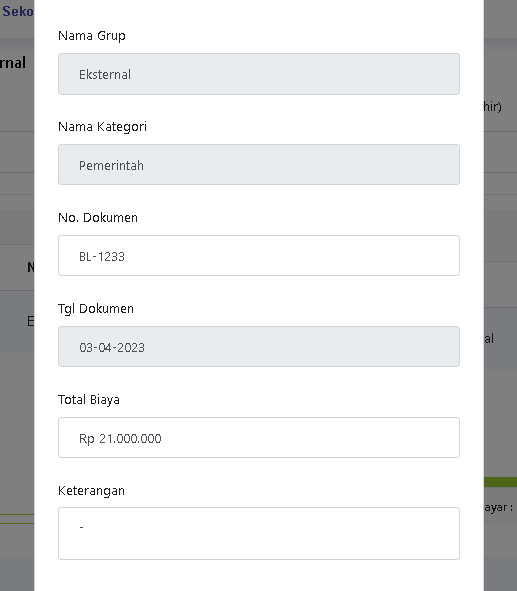 Seko
Nama Grup
rnal
Eksternal
hir)
Nama Kategori
Pemerintah
No. Dokumen
N
BL-1233
Tgl Dokumen
E
al
03-04-2023
Total Biaya
Rp 21.000.000
Keterangan
ayar :
-